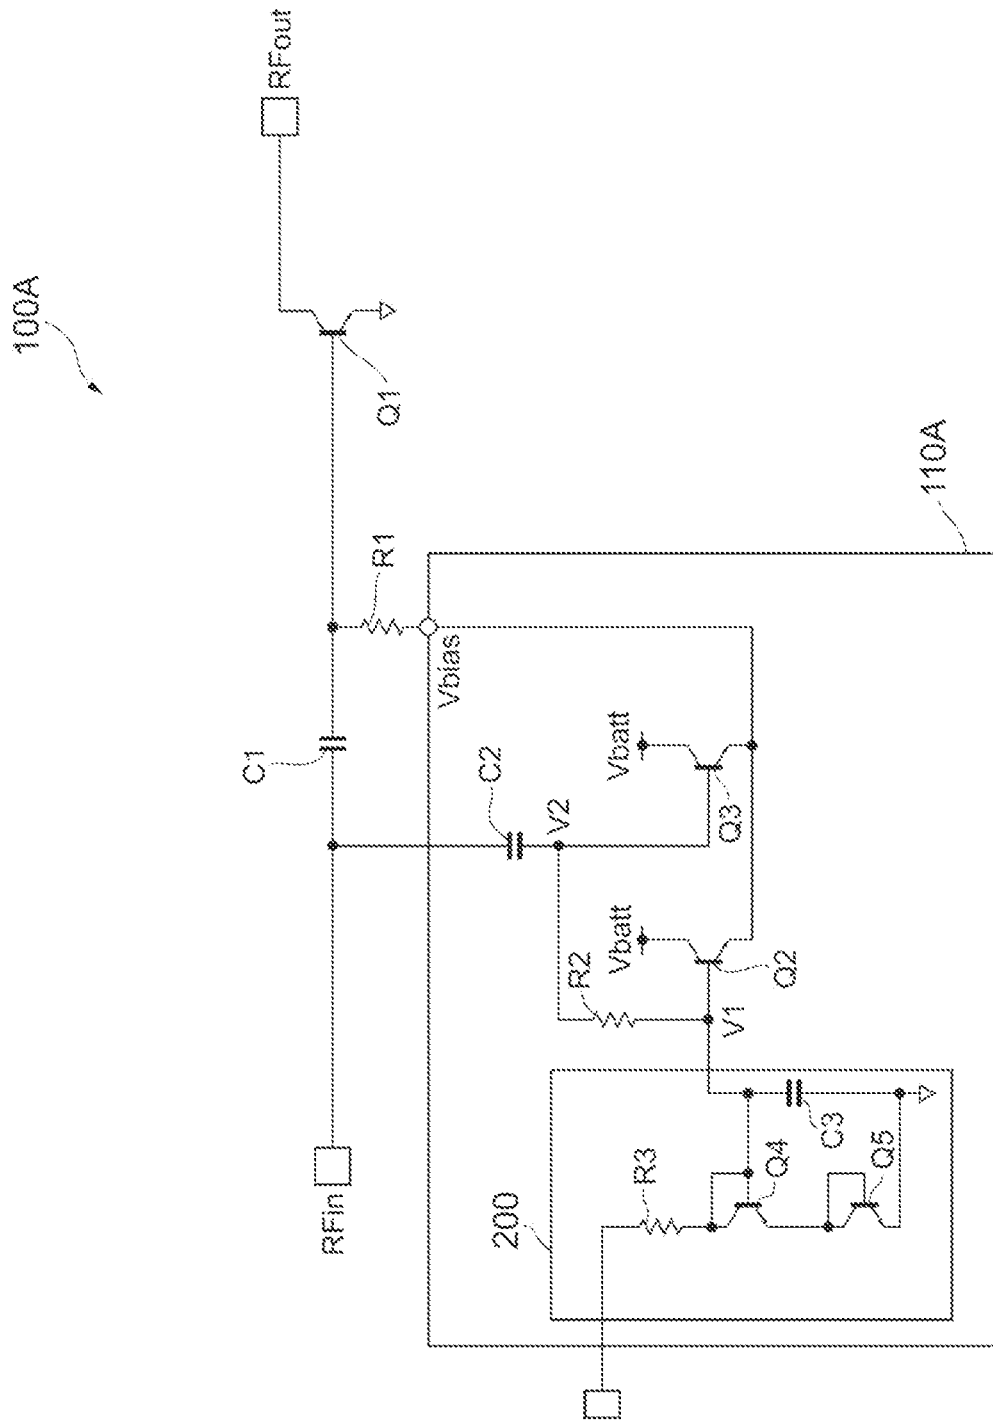 100A
RFout
Q1
R1
C1
Vbias
110A
C2
V2
Vbatt
Q3
Vbatt
R2
Q2
V1
RFin
200
R3
Q4
C3
Q5